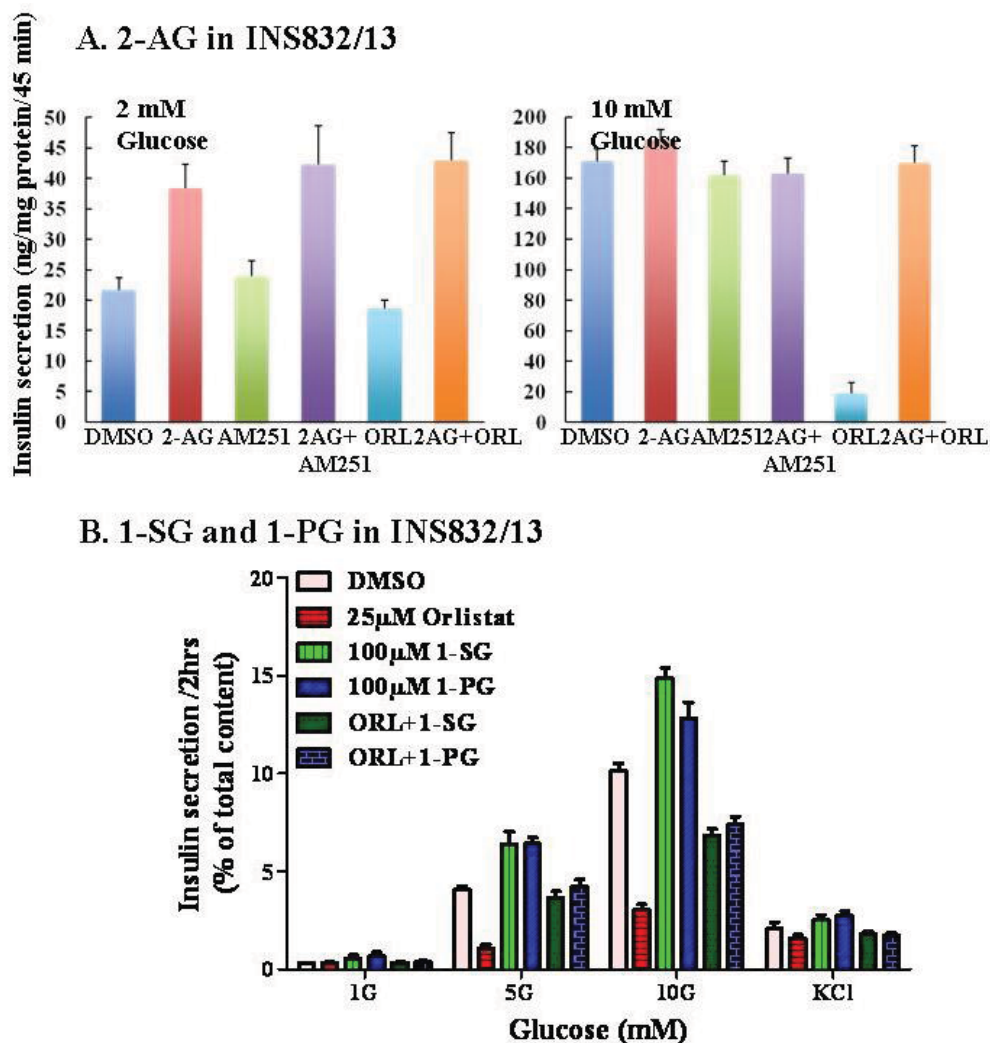 A. 2-AG in INS832/13
Insulin secretion (ng/mg protein/45 min)
2 mM
Glucose
50
45
40
35
30
25
20
15
10
5
0
DMSO 2-AG AM251 2AG+ ORL 2AG+ORL
AM251
10 mM
Glucose
200
180
160
140
120
100
80
60
40
20
0
DMSO 2-AG AM251 2AG+ ORL 2AG+ORL
AM251
B. 1-SG and 1-PG in INS832/13
Insulin secretion /2hrs
(% of total content)
20
15
10
5
0
DMSO
25µM Orlistat
100µM 1-SG
100µM 1-PG
ORL+1-SG
ORL+1-PG
1G 5G 10G KCl
Glucose (mM)